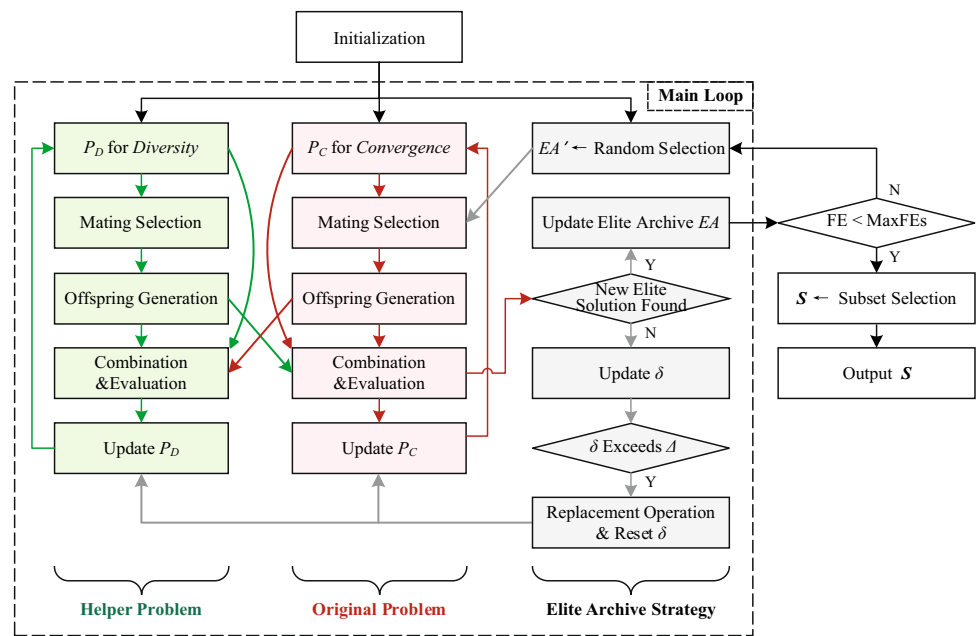 Initialization
Main Loop
P_D for Diversity
P_C for Convergence
EA′ ← Random Selection
N
Mating Selection
Mating Selection
Update Elite Archive EA
FE < MaxFEs
Y
Y
Offspring Generation
Offspring Generation
New Elite
Solution Found
S ← Subset Selection
N
Combination
&Evaluation
Combination
&Evaluation
Update δ
Output S
Update P_D
Update P_C
δ Exceeds Δ
Y
Replacement Operation
& Reset δ
Helper Problem
Original Problem
Elite Archive Strategy